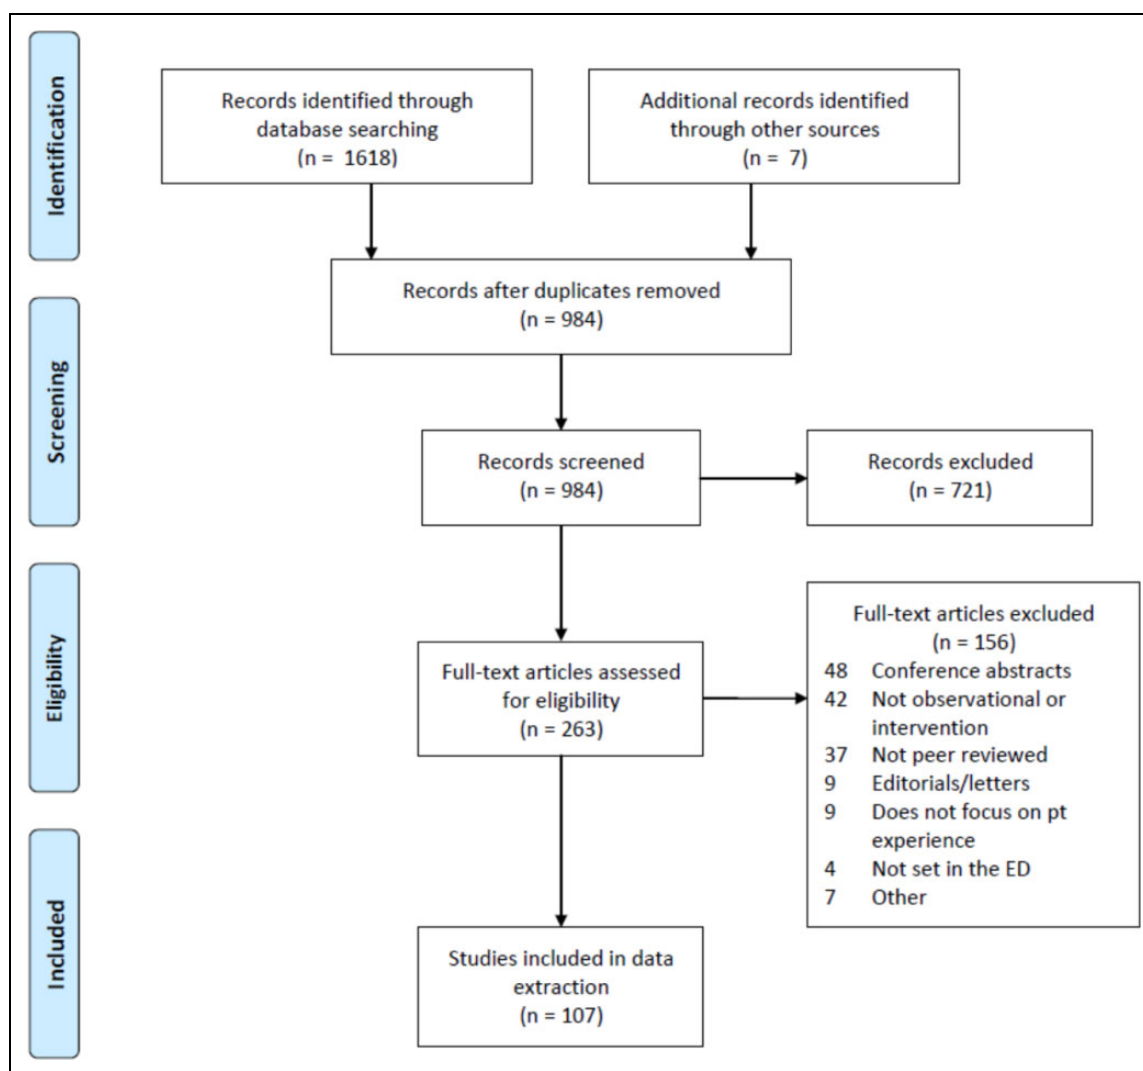 Identification
Records identified through
database searching
(n = 1618)
Additional records identified
through other sources
(n = 7)
Records after duplicates removed
(n = 984)
Screening
Records screened
(n = 984)
Records excluded
(n = 721)
Eligibility
Full-text articles assessed
for eligibility
(n = 263)
Full-text articles excluded
(n = 156)
48 Conference abstracts
42 Not observational or
intervention
37 Not peer reviewed
9 Editorials/letters
9 Does not focus on pt
experience
4 Not set in the ED
7 Other
Included
Studies included in data
extraction
(n = 107)